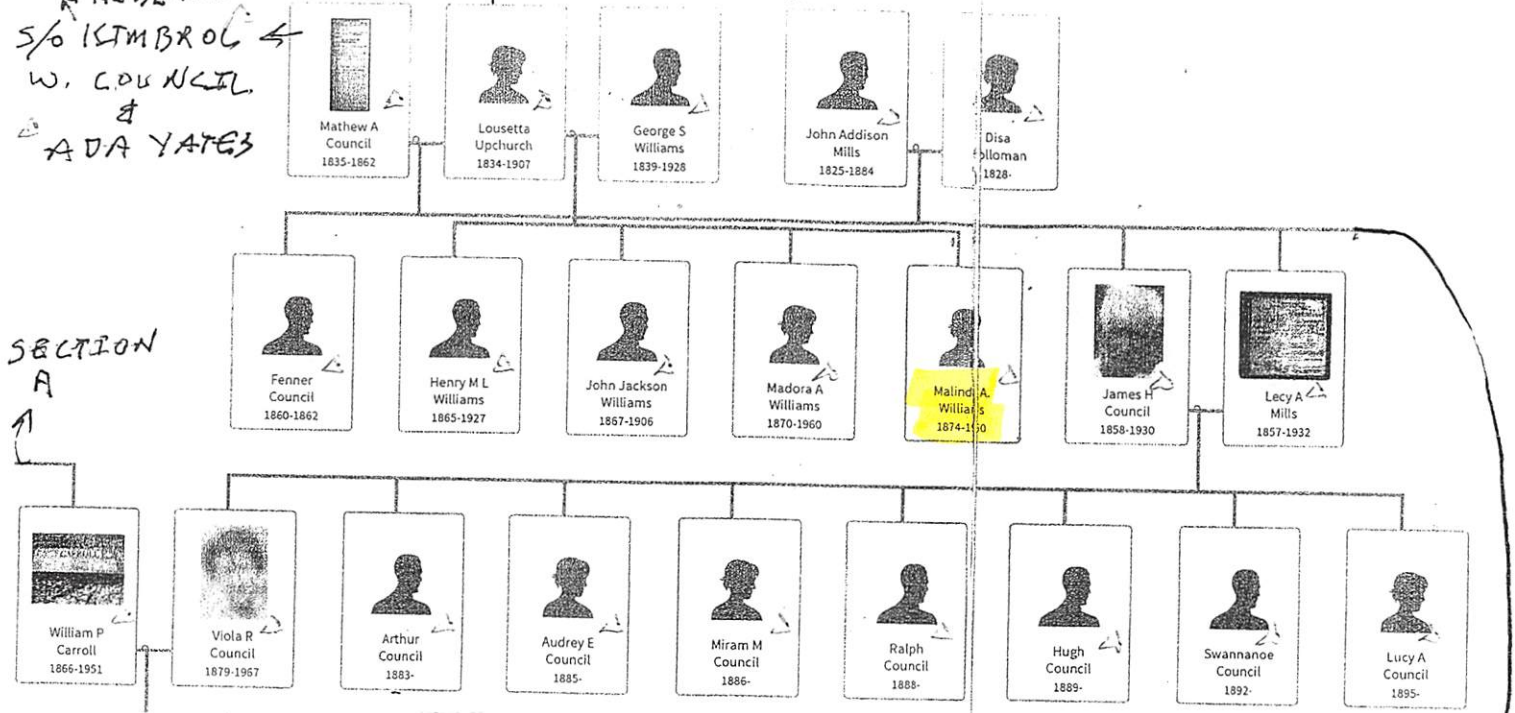 S/O KIMBROL
W. COUNCIL
&
ADA YATES
Mathew A
Council
1835-1862
Lousetta
Upchurch
1834-1907
George S
Williams
1839-1928
John Addison
Mills
1825-1884
Disa
lloman
1828-
Fenner
Council
1860-1862
Henry M L
Williams
1865-1927
John Jackson
Williams
1867-1906
Madora A
Williams
1870-1960
Malinda A.
Williams
James H
Council
1858-1930
Lecy A
Mills
1857-1932
SECTION
A
William P
Carroll
1866-1951
Viola R
Council
1879-1967
Arthur
Council
1883-
Audrey E
Council
1885-
Miram M
Council
1886-
Ralph
Council
1888-
Hugh
Council
1889-
Swannanoe
Council
1892-
Lucy A
Council
1895-